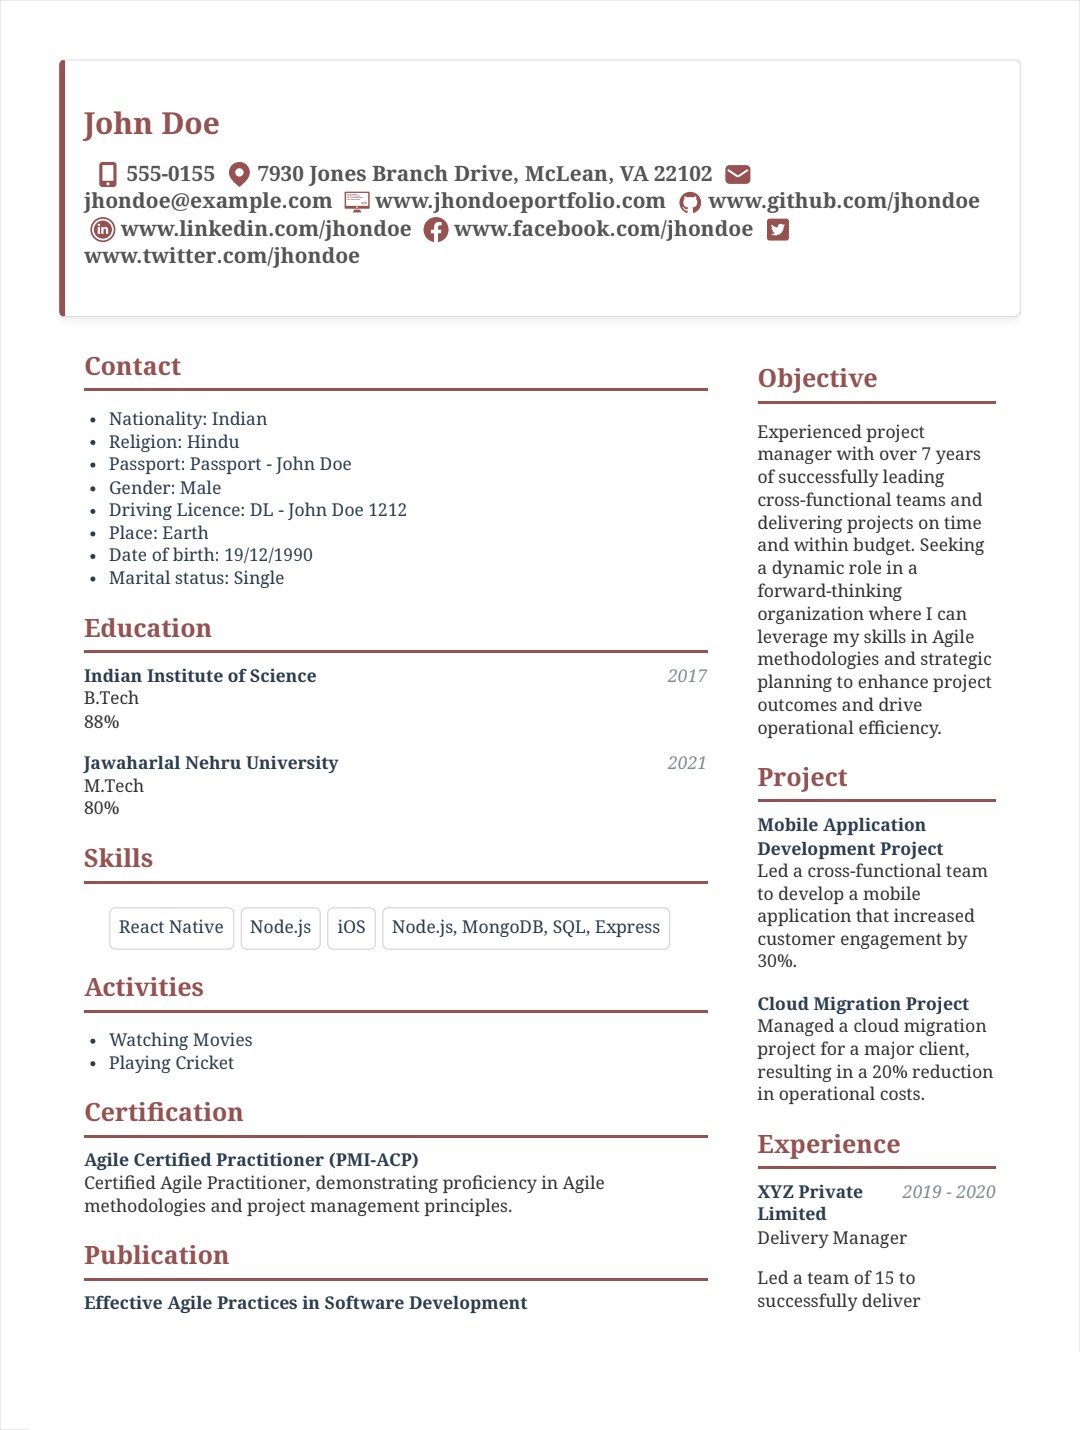 John Doe
555-0155 7930 Jones Branch Drive, McLean, VA 22102
jhondoe@example.com www.jhondoeportfolio.com www.github.com/jhondoe
www.linkedin.com/jhondoe www.facebook.com/jhondoe
www.twitter.com/jhondoe
Contact
• Nationality: Indian
• Religion: Hindu
• Passport: Passport - John Doe
• Gender: Male
• Driving Licence: DL - John Doe 1212
• Place: Earth
• Date of birth: 19/12/1990
• Marital status: Single
Education
Indian Institute of Science 2017
B.Tech
88%
Jawaharlal Nehru University 2021
M.Tech
80%
Skills
React Native Node.js iOS Node.js, MongoDB, SQL, Express
Activities
• Watching Movies
• Playing Cricket
Certification
Agile Certified Practitioner (PMI-ACP)
Certified Agile Practitioner, demonstrating proficiency in Agile
methodologies and project management principles.
Publication
Effective Agile Practices in Software Development
Objective
Experienced project
manager with over 7 years
of successfully leading
cross-functional teams and
delivering projects on time
and within budget. Seeking
a dynamic role in a
forward-thinking
organization where I can
leverage my skills in Agile
methodologies and strategic
planning to enhance project
outcomes and drive
operational efficiency.
Project
Mobile Application
Development Project
Led a cross-functional team
to develop a mobile
application that increased
customer engagement by
30%.
Cloud Migration Project
Managed a cloud migration
project for a major client,
resulting in a 20% reduction
in operational costs.
Experience
XYZ Private 2019 - 2020
Limited
Delivery Manager
Led a team of 15 to
successfully deliver